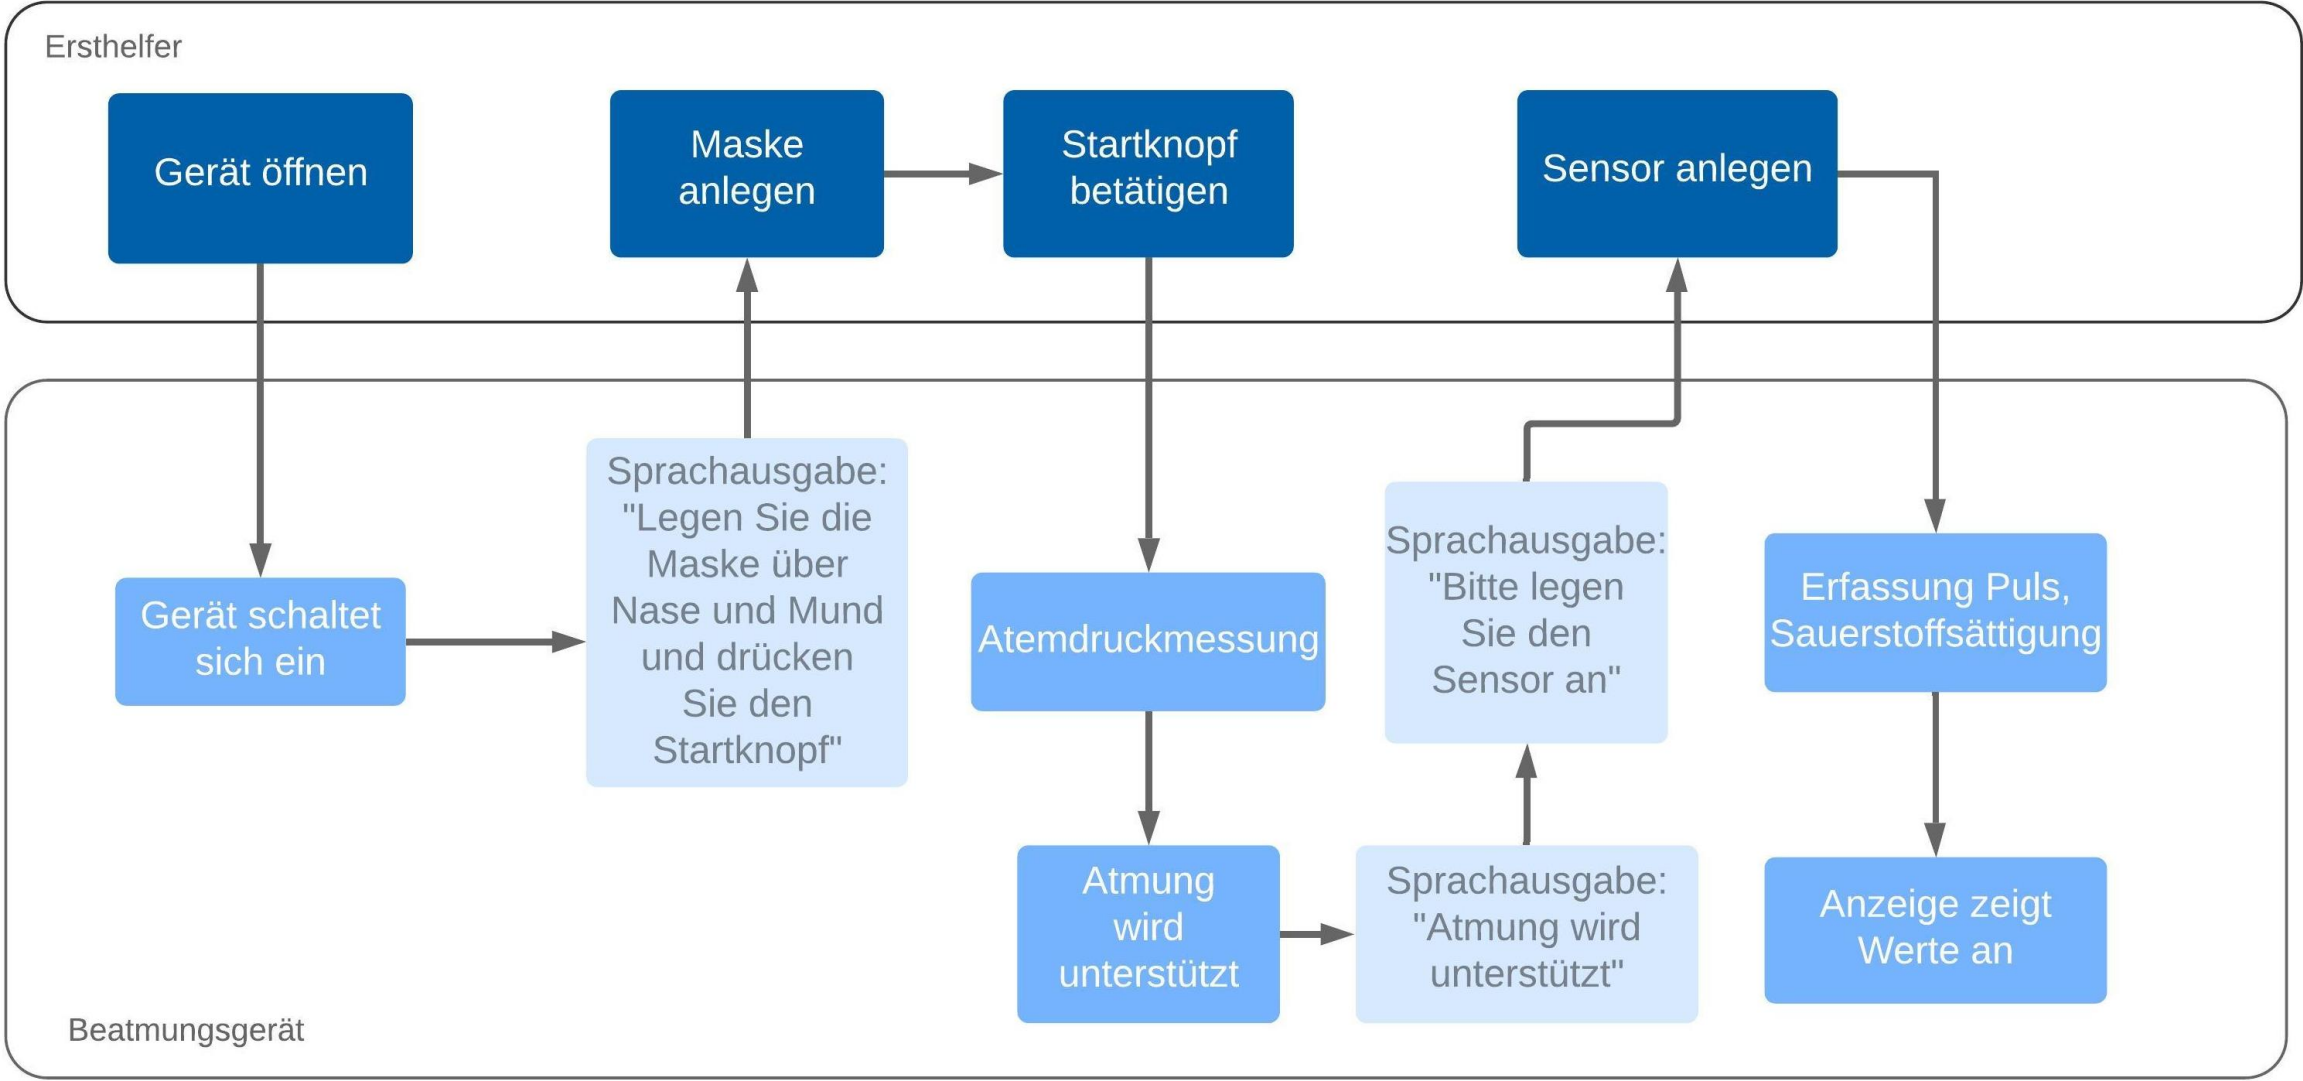 Ersthelfer
Gerät öffnen
Maske
anlegen
Startknopf
betätigen
Sensor anlegen
Gerät schaltet
sich ein
Sprachausgabe:
"Legen Sie die
Maske über
Nase und Mund
und drücken
Sie den
Startknopf"
Atemdruckmessung
Atmung
wird
unterstützt
Sprachausgabe:
"Atmung wird
unterstützt"
Sprachausgabe:
"Bitte legen
Sie den
Sensor an"
Erfassung Puls,
Sauerstoffsättigung
Anzeige zeigt
Werte an
Beatmungsgerät